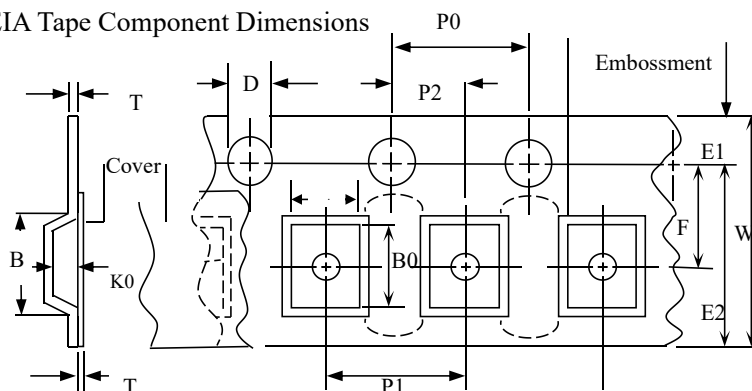 EIA Tape Component Dimensions
P0
Embossment
D
P2
T
E1
Cover
F
W
B
B0
K0
E2
T
P1